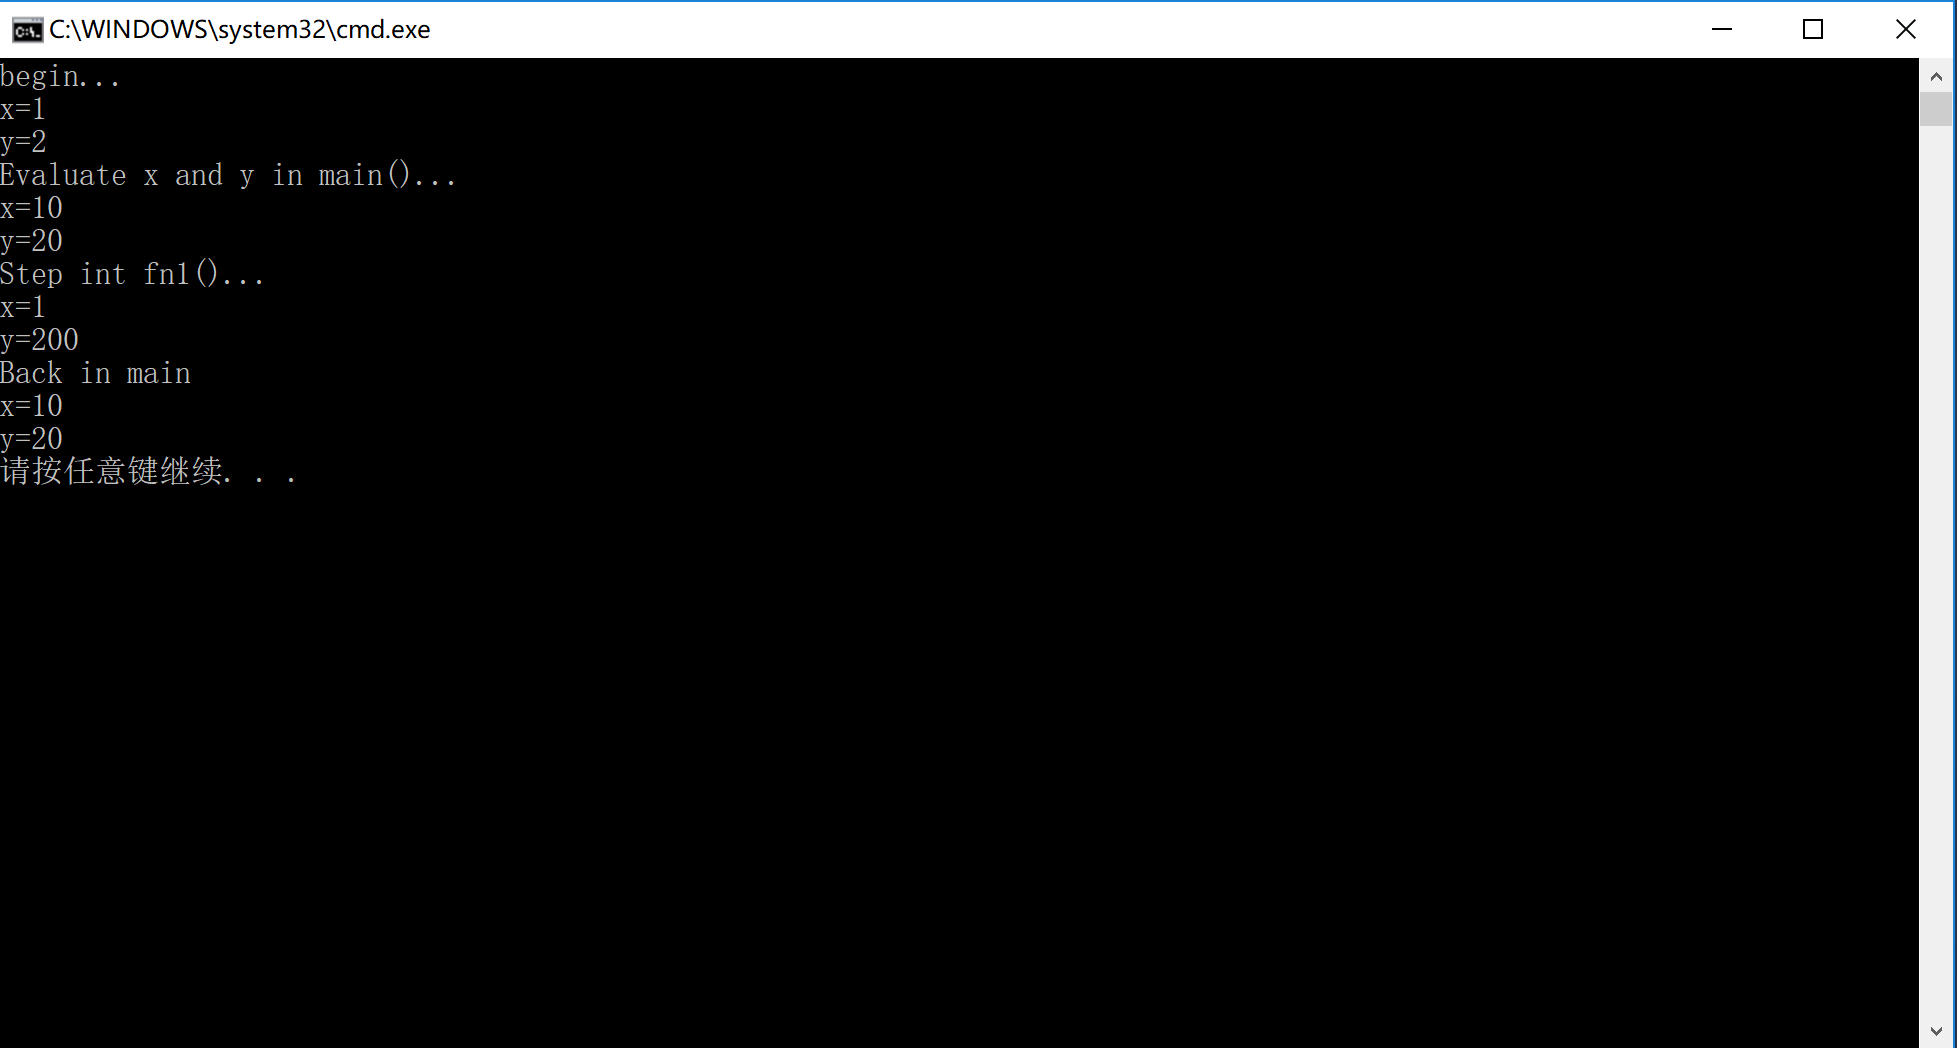 C:\WINDOWS\system32\cmd.exe
begin...
x=1
y=2
Evaluate x and y in main()...
x=10
y=20
Step int fn1()...
x=1
y=200
Back in main
x=10
y=20
请按任意键继续. . .